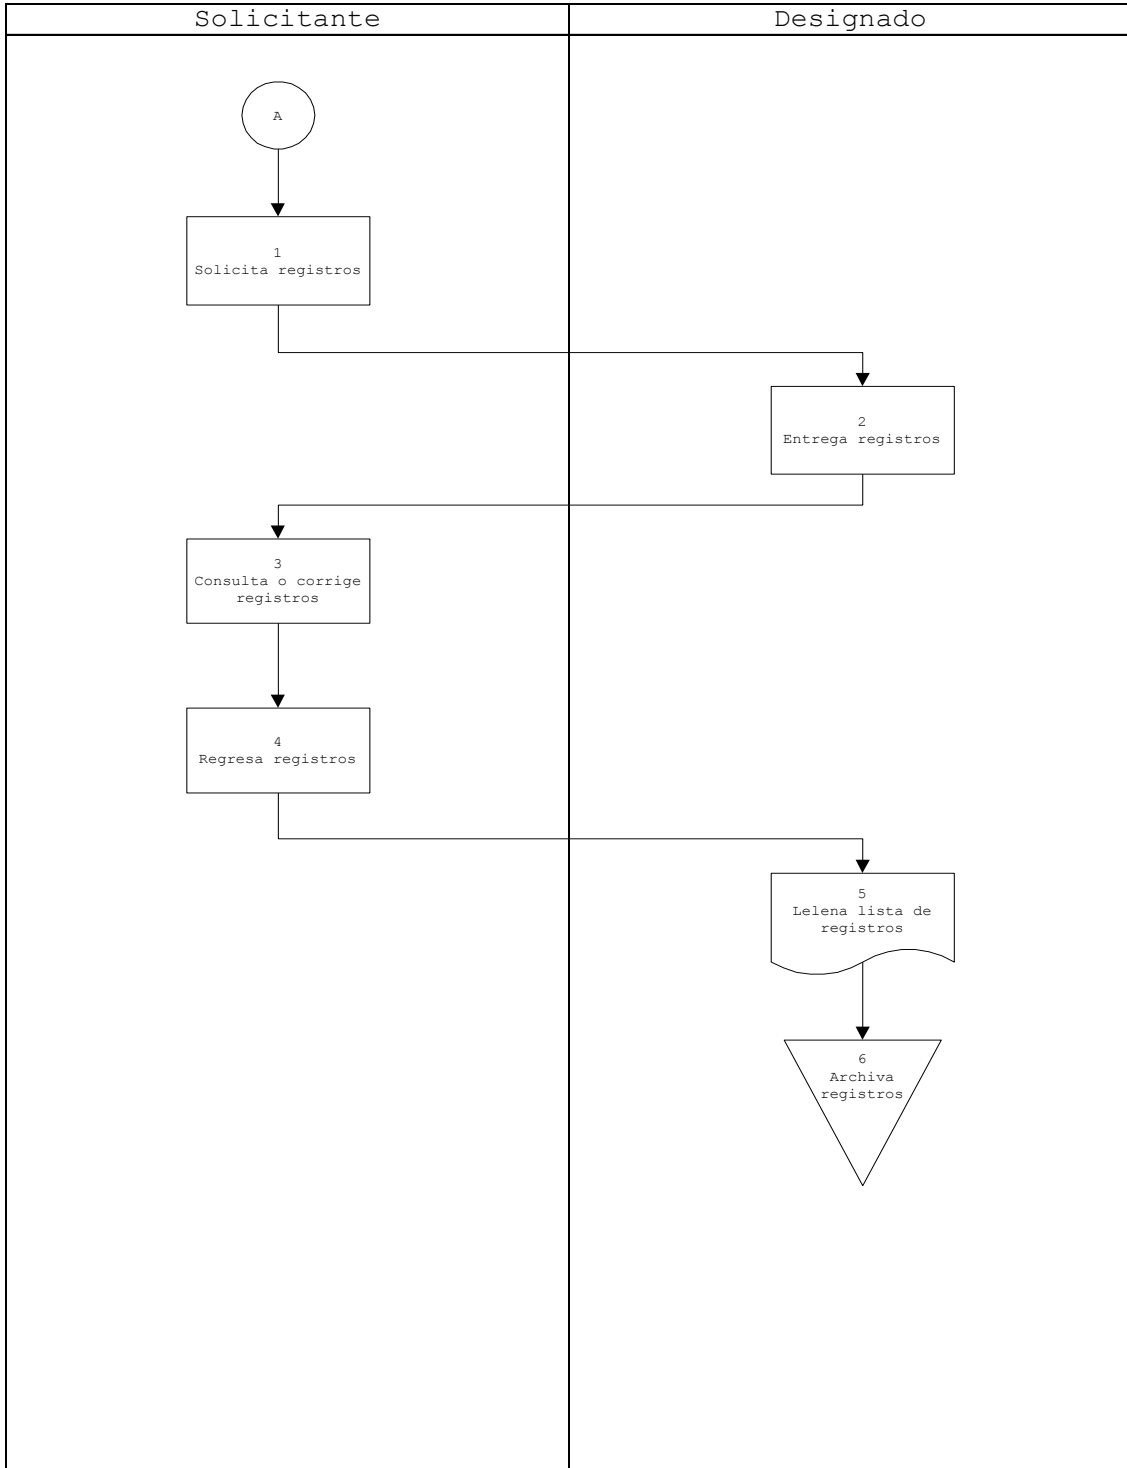 Solicitante
Designado
A
1
Solicita registros
2
Entrega registros
3
Consulta o corrige
registros
4
Regresa registros
5
Lelena lista de
registros
6
Archiva
registros